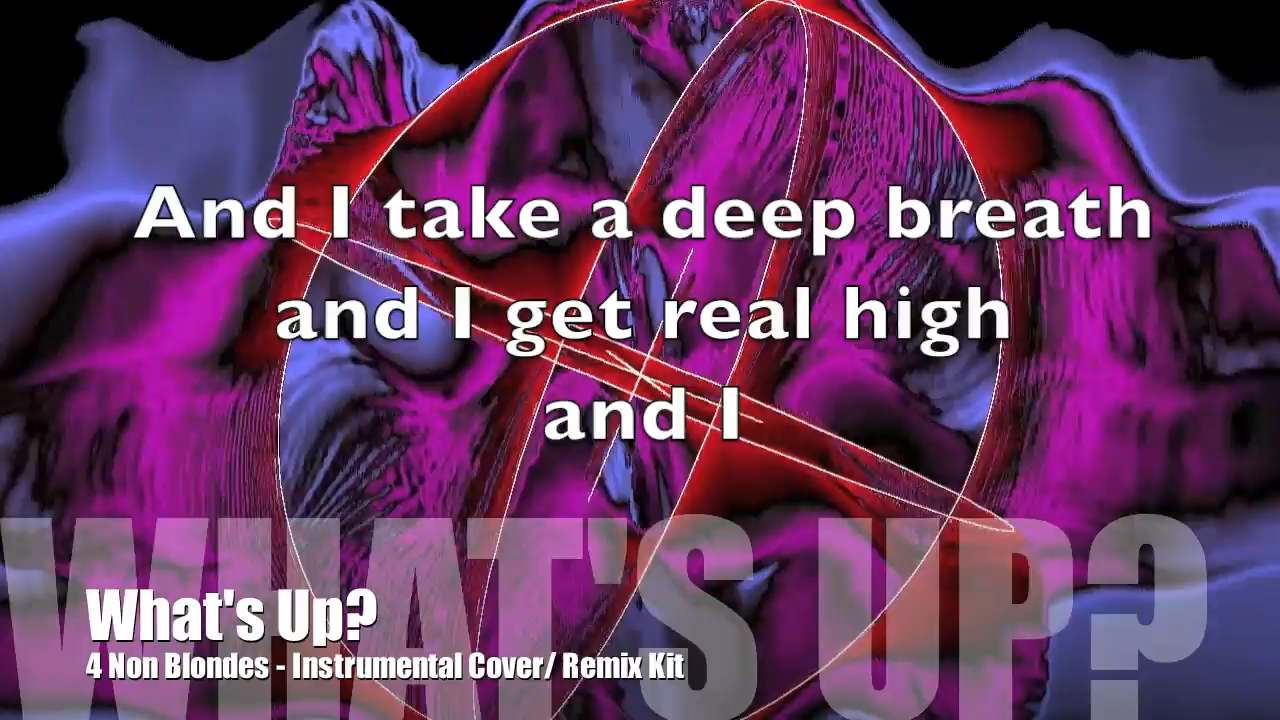 And I take a deep breath
and I get real high
and I
WHAT'S UP?
What's Up?
4 Non Blondes - Instrumental Cover/ Remix Kit